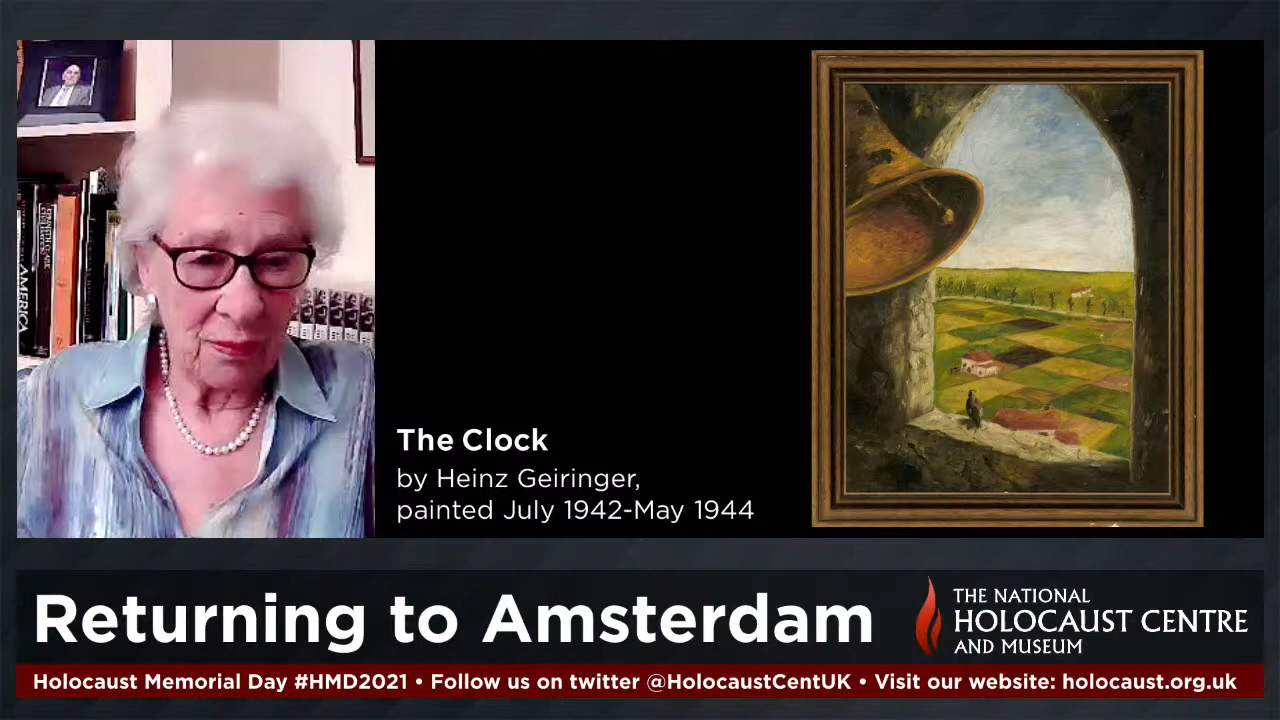 AMERICA
The Clock
by Heinz Geiringer,
painted July 1942-May 1944
Returning to Amsterdam
THE NATIONAL
HOLOCAUST CENTRE
AND MUSEUM
Holocaust Memorial Day #HMD2021 • Follow us on twitter @HolocaustCentUK • Visit our website: holocaust.org.uk